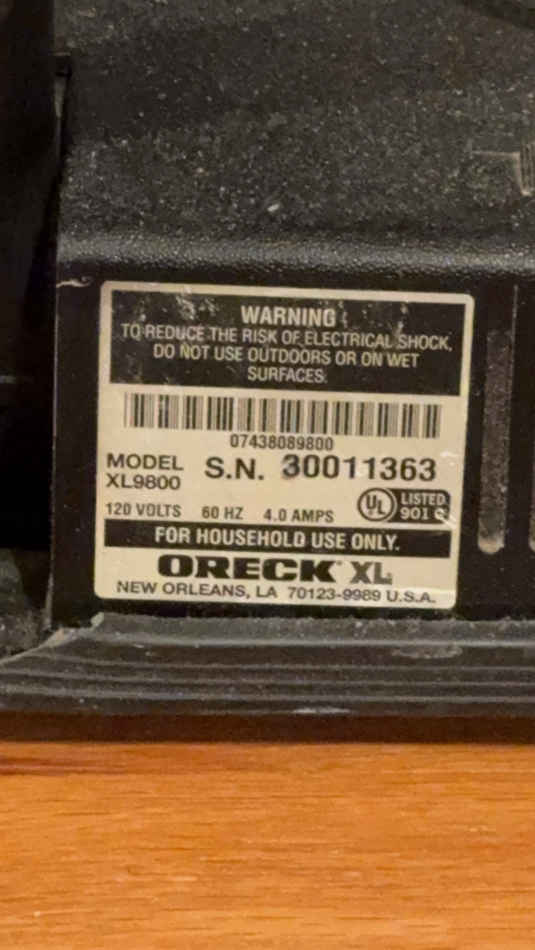 WARNING
TO REDUCE THE RISK OF ELECTRICAL SHOCK,
DO NOT USE OUTDOORS OR ON WET
SURFACES.
07438089800
MODEL S.N. 30011363
XL9800
120 VOLTS 60 HZ 4.0 AMPS
UL LISTED
901
FOR HOUSEHOLD USE ONLY.
ORECK XL
NEW ORLEANS, LA 70123-9989 U.S.A.